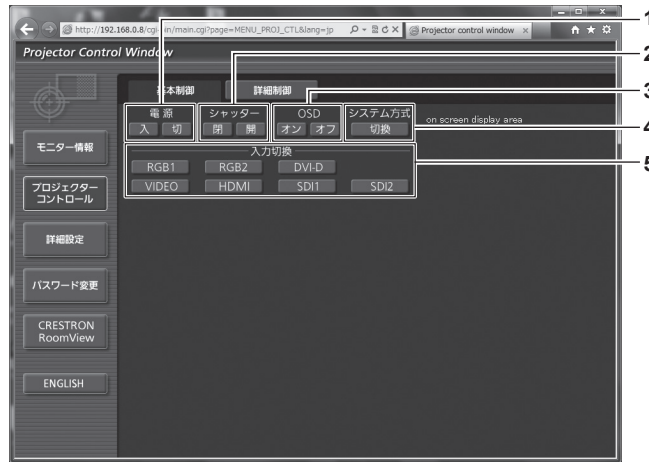 http://192.168.0.8/cgi-bin/main.cgi?page=MENU_PROJ_CTL&lang=jp
Projector control window
Projector Control Window
基本制御
詳細制御
電源
入 切
シャッター
閉 開
OSD
オン オフ
システム方式
切換
on screen display area
入力切換
RGB1 RGB2 DVI-D
VIDEO HDMI SDI1 SDI2
モニター情報
プロジェクター
コントロール
詳細設定
パスワード変更
CRESTRON
RoomView
ENGLISH
1
2
3
4
5